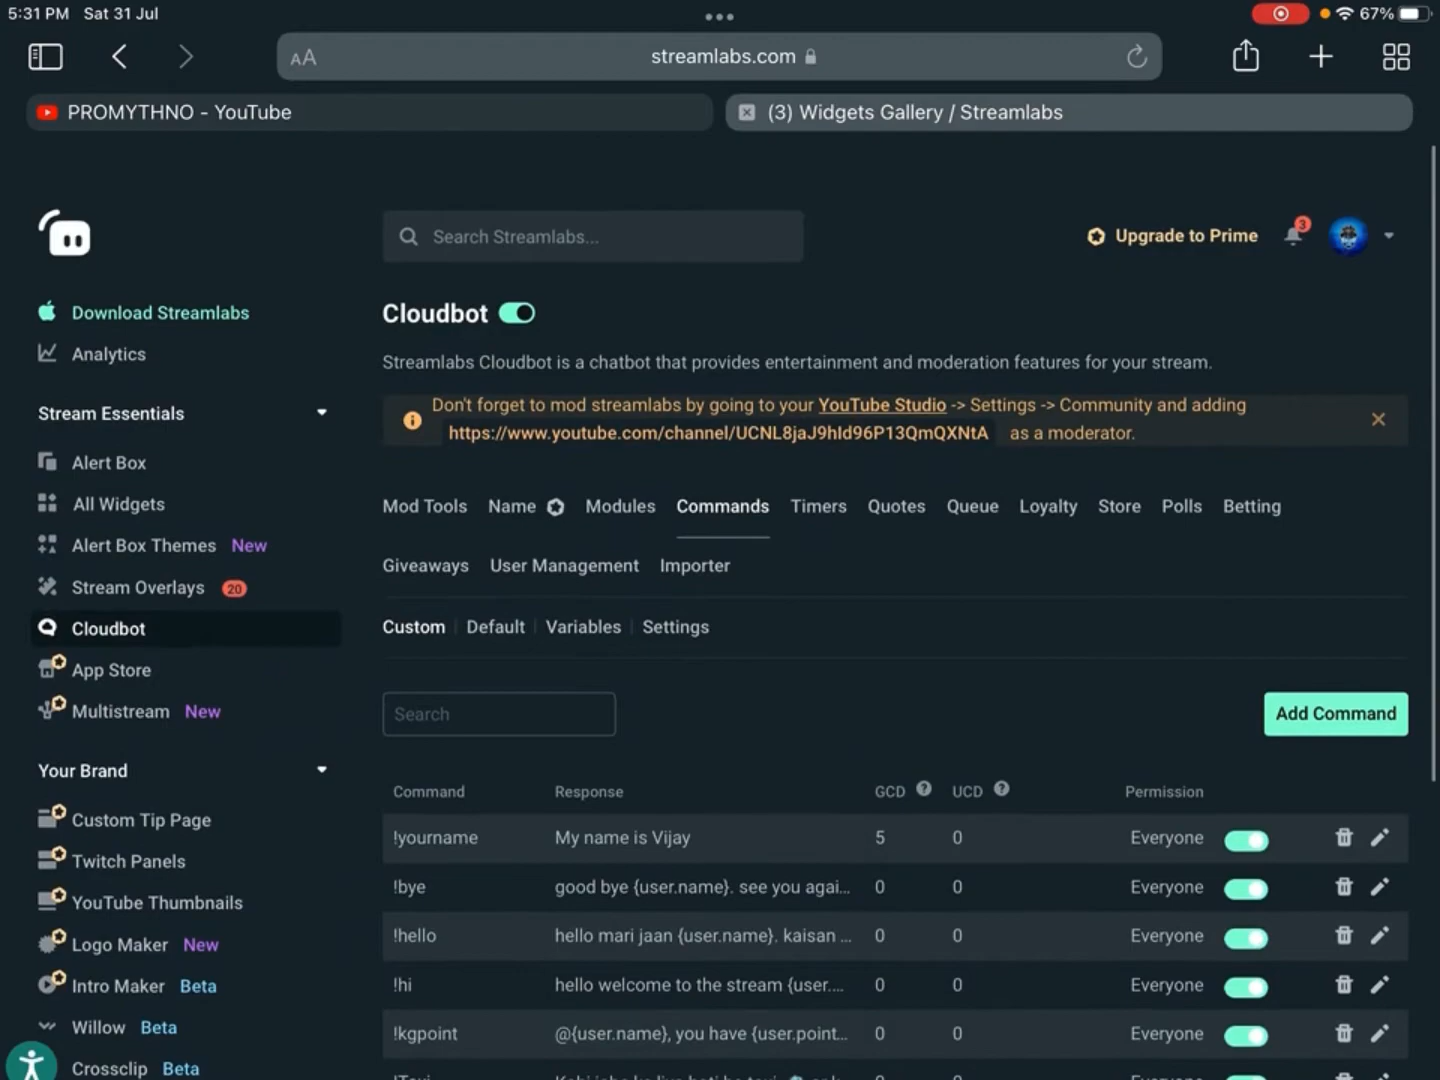 5:31 PM Sat 31 Jul
67%
AA
streamlabs.com
PROMYTHNO - YouTube
(3) Widgets Gallery / Streamlabs
Search Streamlabs...
Upgrade to Prime
3
Download Streamlabs
Analytics
Stream Essentials
Alert Box
All Widgets
Alert Box Themes New
Stream Overlays 20
Cloudbot
App Store
Multistream New
Your Brand
Custom Tip Page
Twitch Panels
YouTube Thumbnails
Logo Maker New
Intro Maker Beta
Willow Beta
Crossclip Beta
Cloudbot
Streamlabs Cloudbot is a chatbot that provides entertainment and moderation features for your stream.
Don't forget to mod streamlabs by going to your YouTube Studio -> Settings -> Community and adding
https://www.youtube.com/channel/UCNL8jaJ9hId96P13QmQXNtA as a moderator.
Mod Tools Name Modules Commands Timers Quotes Queue Loyalty Store Polls Betting
Giveaways User Management Importer
Custom Default Variables Settings
Search
Add Command
Command Response GCD UCD Permission
!yourname My name is Vijay 5 0 Everyone
!bye good bye {user.name}. see you agai... 0 0 Everyone
!hello hello mari jaan {user.name}. kaisan ... 0 0 Everyone
!hi hello welcome to the stream {user.... 0 0 Everyone
!kgpoint @{user.name}, you have {user.point... 0 0 Everyone